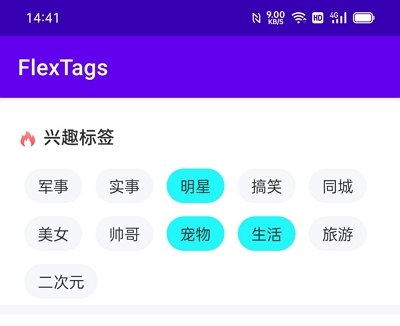 14:41 9.00 KB/S HD 4G
FlexTags
兴趣标签
军事 实事 明星 搞笑 同城
美女 帅哥 宠物 生活 旅游
二次元